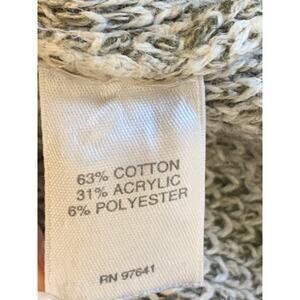 63% COTTON
31% ACRYLIC
6% POLYESTER
RN 97641